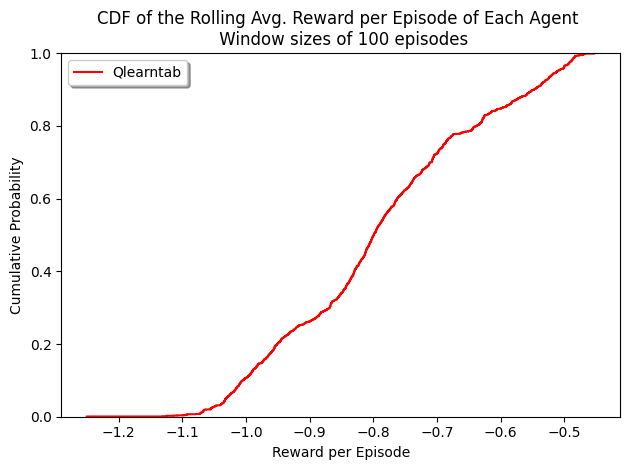 CDF of the Rolling Avg. Reward per Episode of Each Agent
Window sizes of 100 episodes
Qlearntab
1.0
0.8
0.6
0.4
0.2
0.0
Cumulative Probability
−1.2 −1.1 −1.0 −0.9 −0.8 −0.7 −0.6 −0.5
Reward per Episode